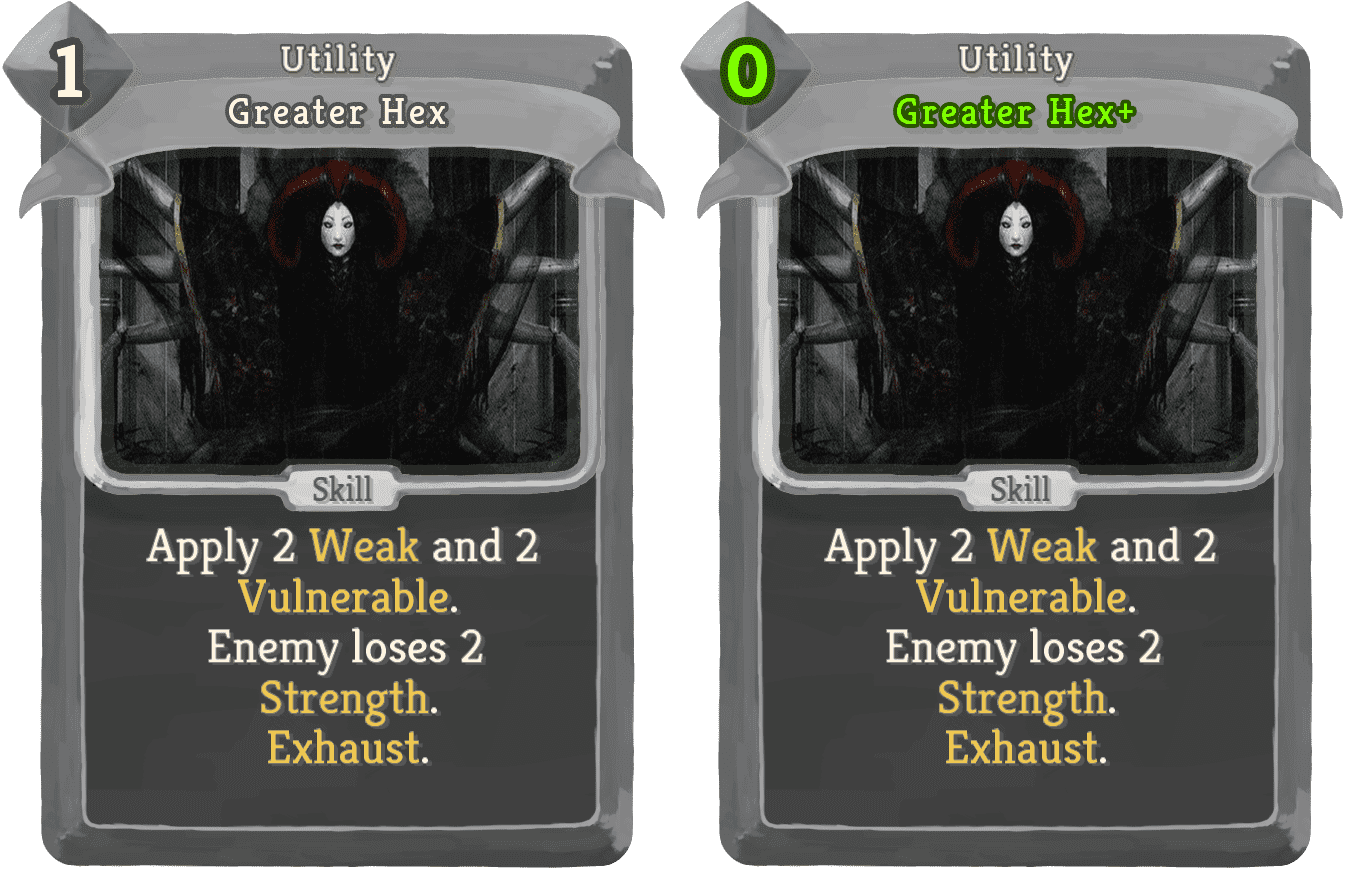 1
Utility
Greater Hex
Skill
Apply 2 Weak and 2
Vulnerable.
Enemy loses 2
Strength.
Exhaust.
0
Utility
Greater Hex+
Skill
Apply 2 Weak and 2
Vulnerable.
Enemy loses 2
Strength.
Exhaust.